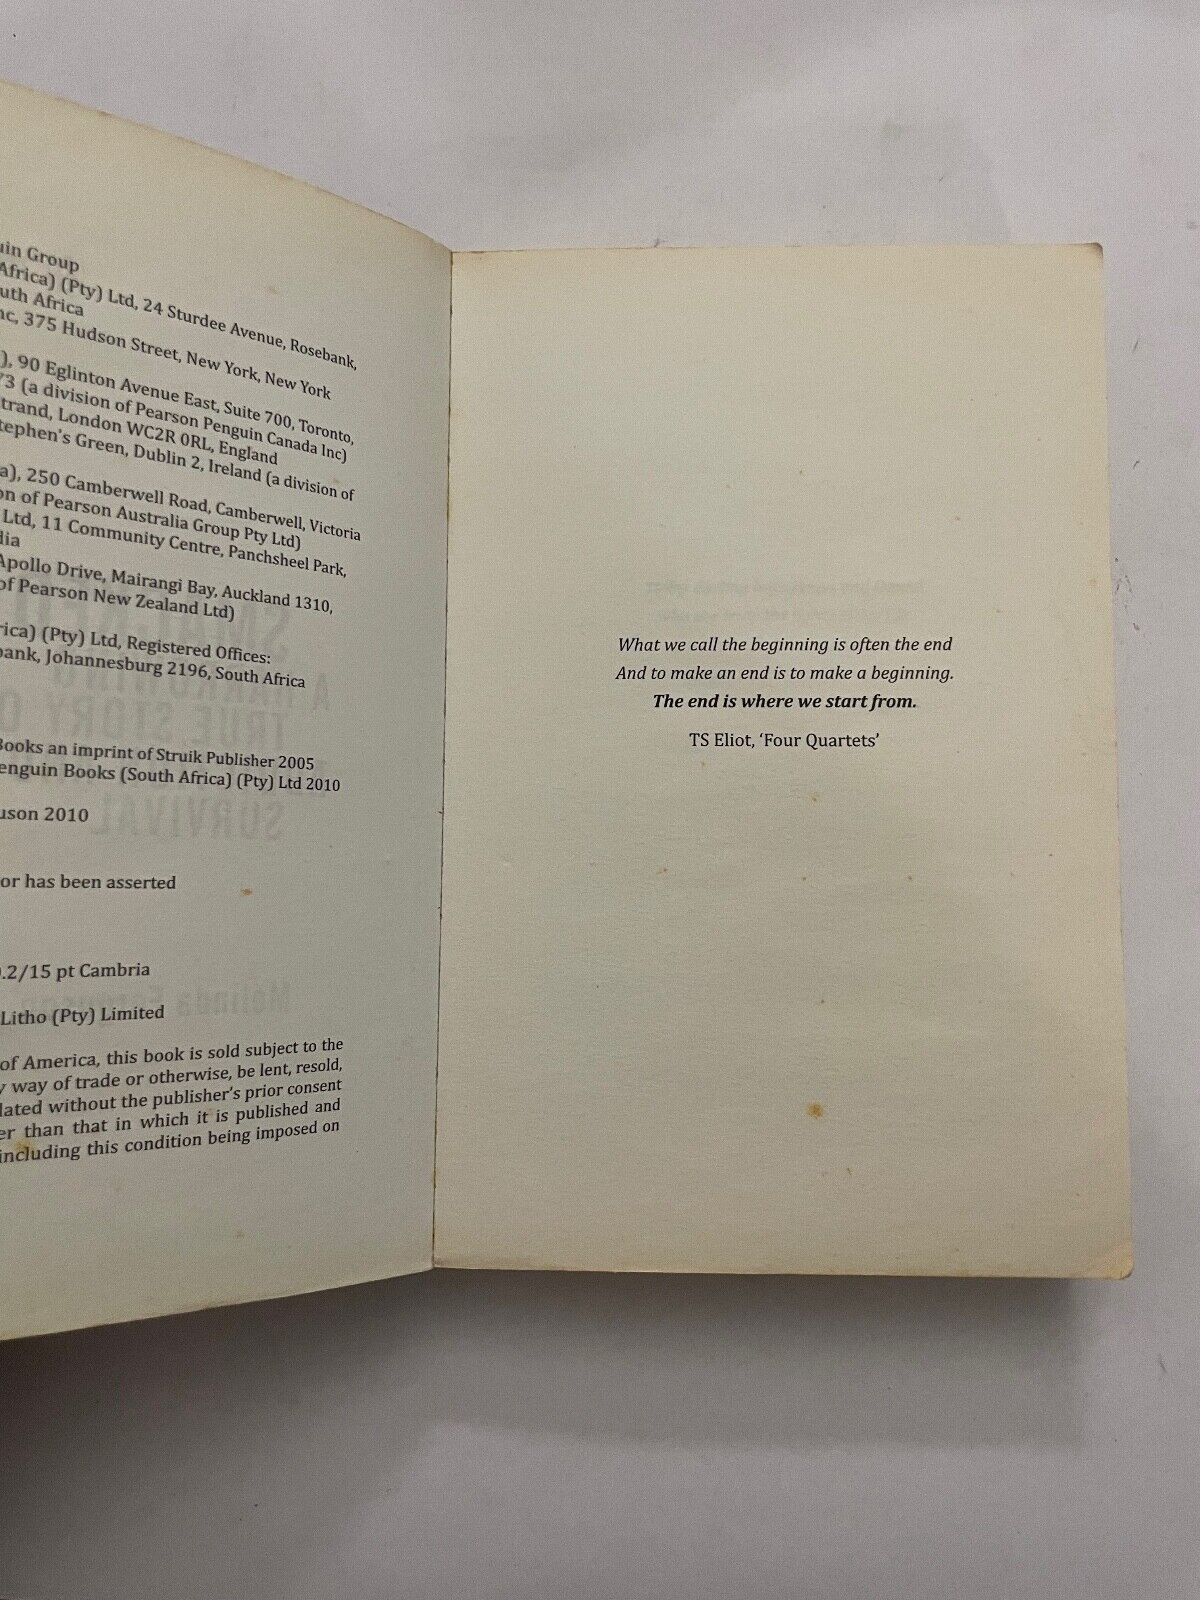 uin Group
Africa) (Pty) Ltd, 24 Sturdee Avenue, Rosebank,
uth Africa
nc, 375 Hudson Street, New York, New York
), 90 Eglinton Avenue East, Suite 700, Toronto,
Y3 (a division of Pearson Penguin Canada Inc)
trand, London WC2R 0RL, England
tephen's Green, Dublin 2, Ireland (a division of
a), 250 Camberwell Road, Camberwell, Victoria
on of Pearson Australia Group Pty Ltd)
Ltd, 11 Community Centre, Panchsheel Park,
dia
Apollo Drive, Mairangi Bay, Auckland 1310,
of Pearson New Zealand Ltd)
rica) (Pty) Ltd, Registered Offices:
bank, Johannesburg 2196, South Africa
Books an imprint of Struik Publisher 2005
enguin Books (South Africa) (Pty) Ltd 2010
uson 2010
or has been asserted
0.2/15 pt Cambria
Litho (Pty) Limited
of America, this book is sold subject to the
y way of trade or otherwise, be lent, resold,
lated without the publisher's prior consent
er than that in which it is published and
including this condition being imposed on
What we call the beginning is often the end
And to make an end is to make a beginning.
The end is where we start from.
TS Eliot, 'Four Quartets'